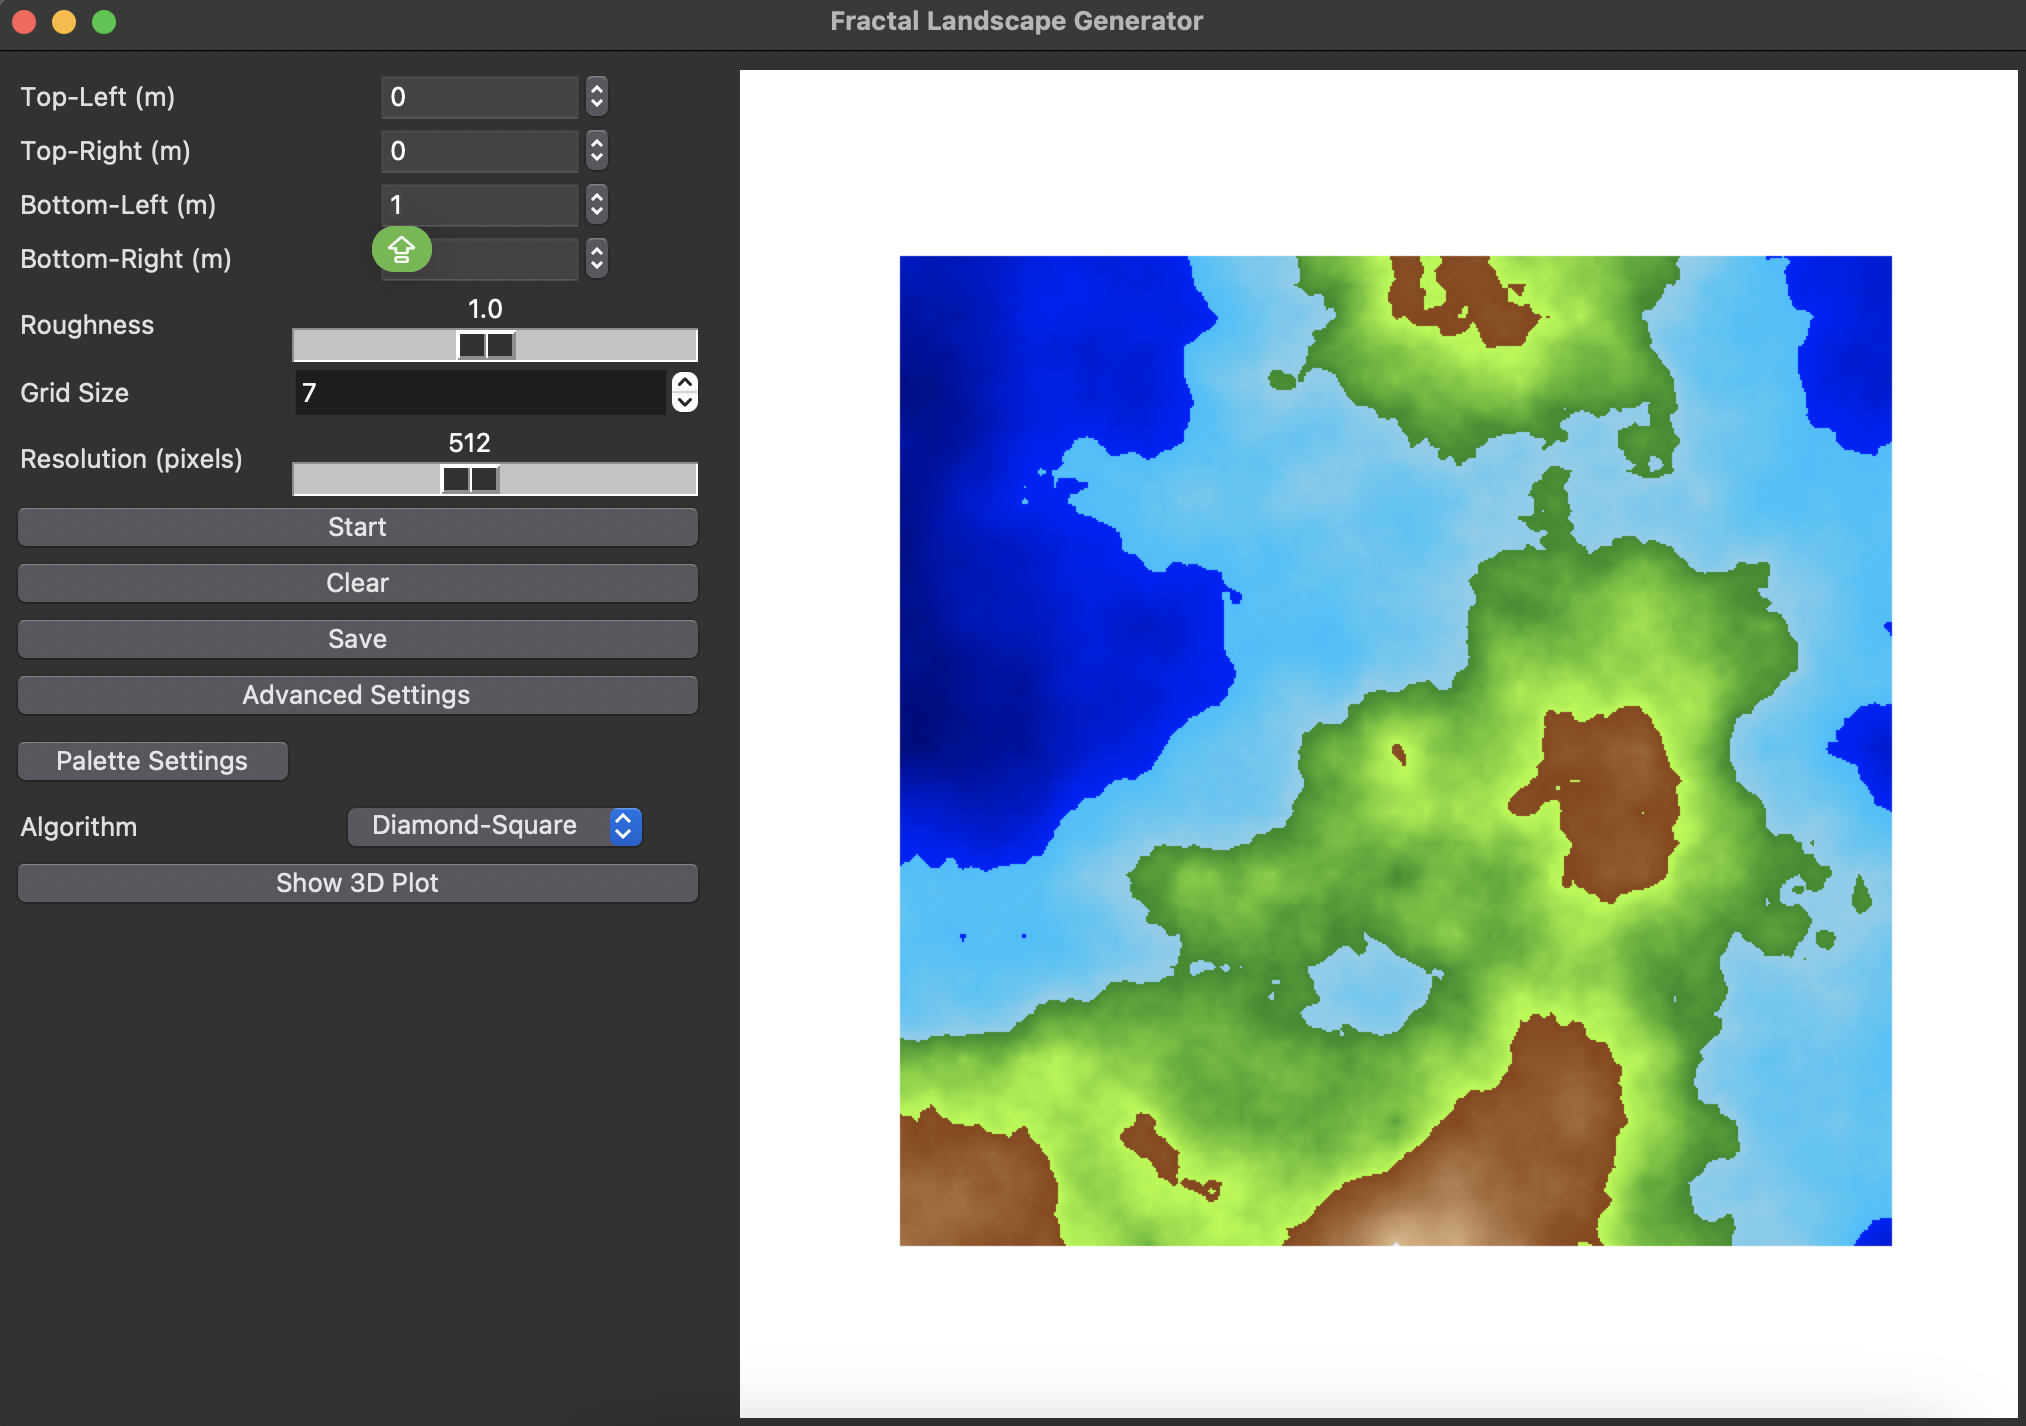 Fractal Landscape Generator
Top-Left (m) 0
Top-Right (m) 0
Bottom-Left (m) 1
Bottom-Right (m)
1.0
Roughness
Grid Size 7
512
Resolution (pixels)
Start
Clear
Save
Advanced Settings
Palette Settings
Algorithm Diamond-Square
Show 3D Plot